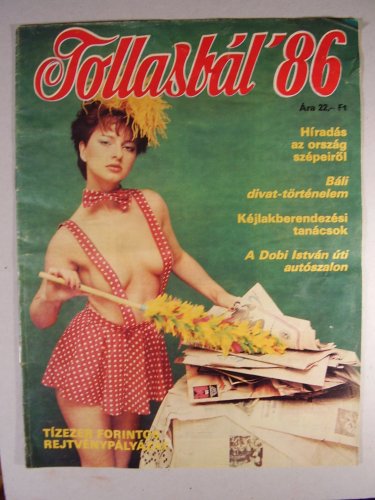 Tollasbál '86
Ára 22,– Ft
Híradás
az ország
szépeiről
Báli
divat-történelem
Kéjlakberendezési
tanácsok
A Dobi István úti
autószalon
TÍZEZER FORINTOS
REJTVÉNYPÁLYÁZAT